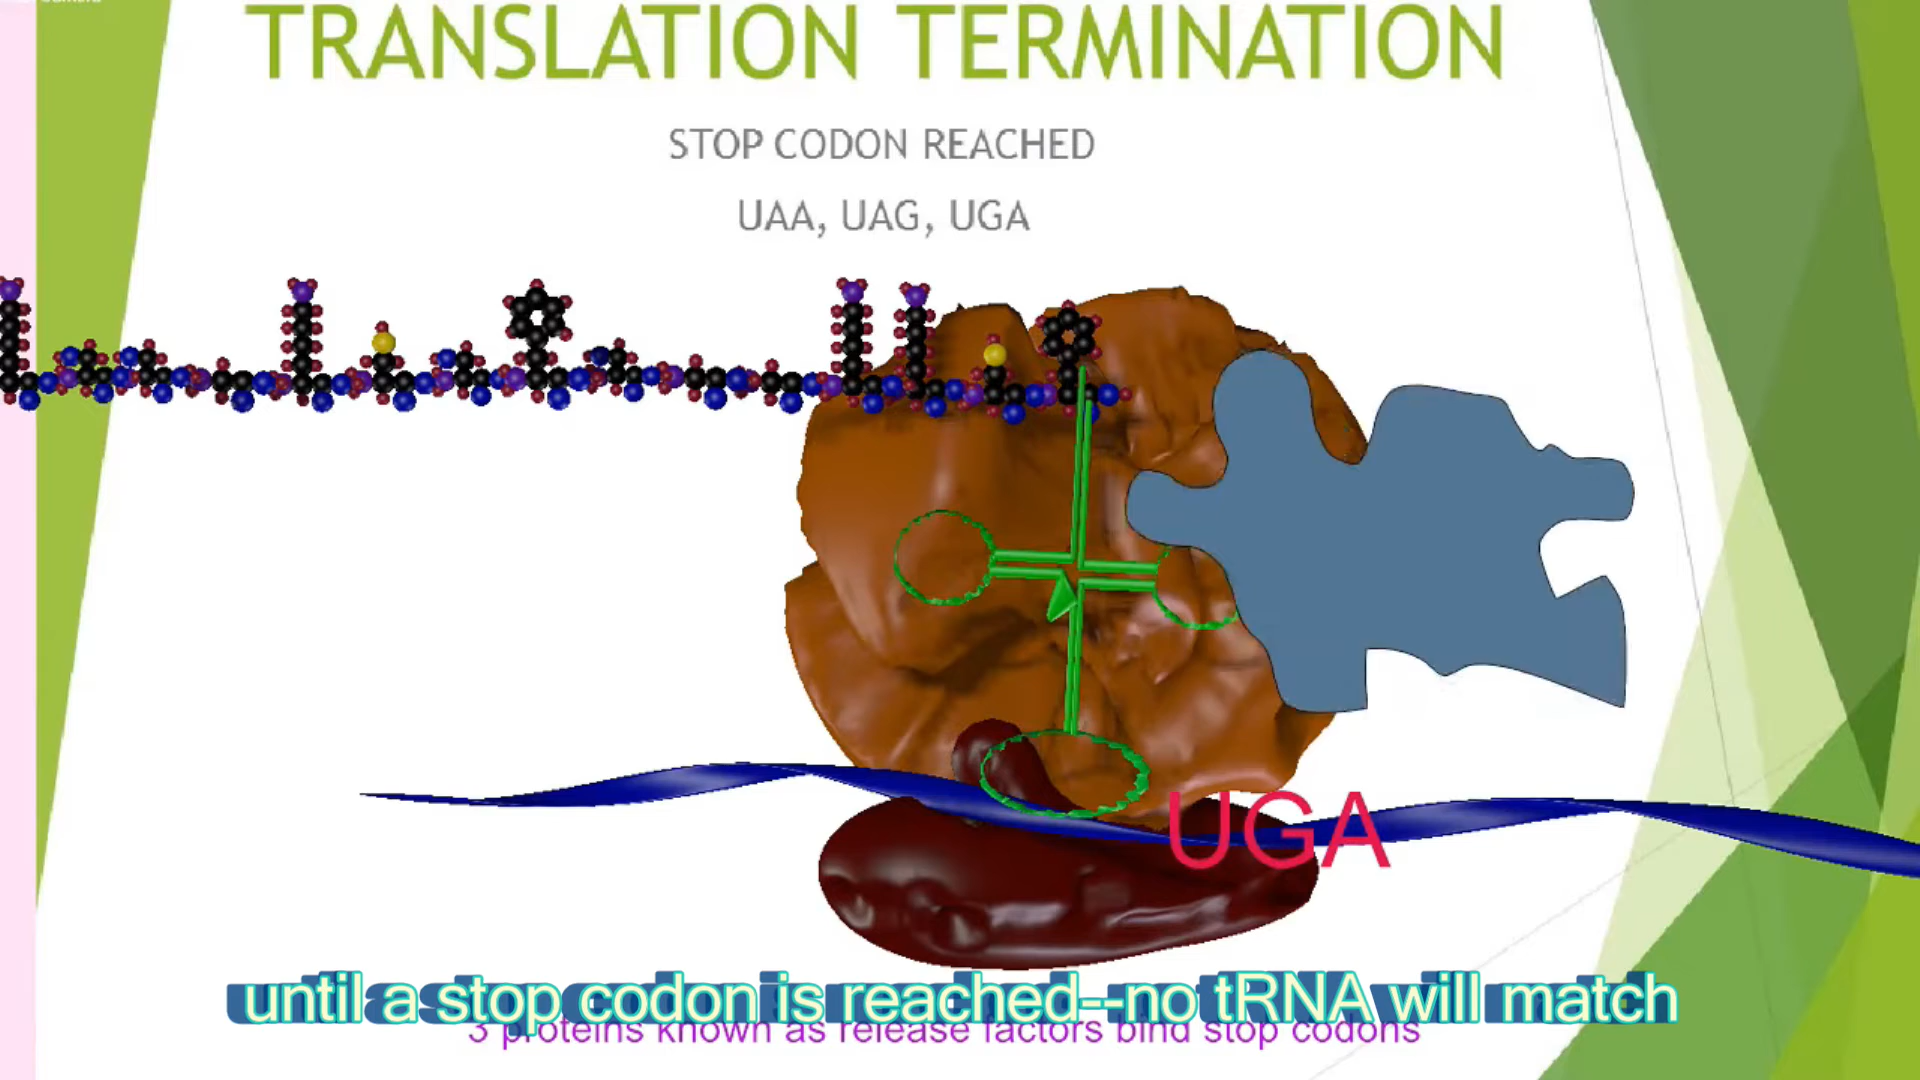 TRANSLATION TERMINATION
STOP CODON REACHED
UAA, UAG, UGA
UGA
until a stop codon is reached--no tRNA will match
3 proteins known as release factors bind stop codons